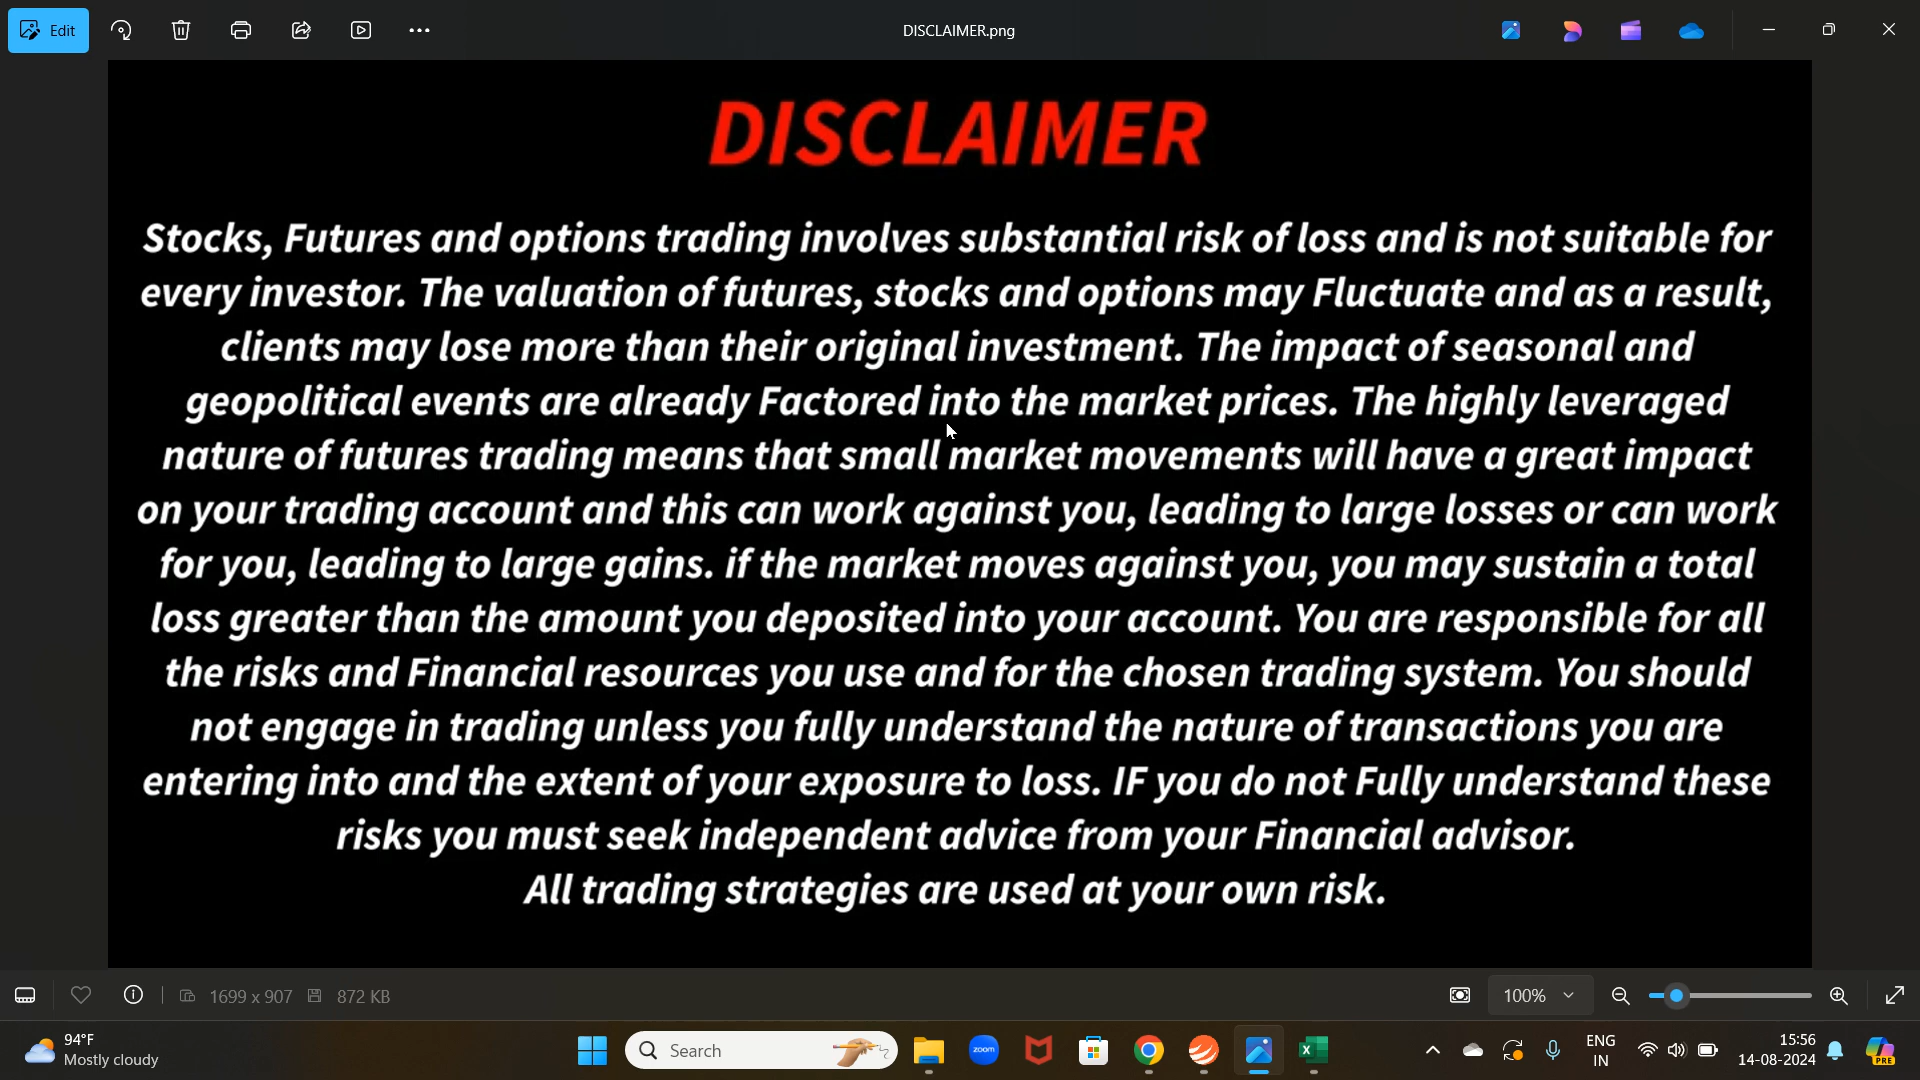 Edit
DISCLAIMER.png
DISCLAIMER
Stocks, Futures and options trading involves substantial risk of loss and is not suitable for
every investor. The valuation of futures, stocks and options may Fluctuate and as a result,
clients may lose more than their original investment. The impact of seasonal and
geopolitical events are already Factored into the market prices. The highly leveraged
nature of futures trading means that small market movements will have a great impact
on your trading account and this can work against you, leading to large losses or can work
for you, leading to large gains. if the market moves against you, you may sustain a total
loss greater than the amount you deposited into your account. You are responsible for all
the risks and Financial resources you use and for the chosen trading system. You should
not engage in trading unless you fully understand the nature of transactions you are
entering into and the extent of your exposure to loss. IF you do not Fully understand these
risks you must seek independent advice from your Financial advisor.
All trading strategies are used at your own risk.
1699 x 907
872 KB
100%
94°F
Mostly cloudy
Search
zoom
ENG
IN
15:56
14-08-2024
PRE